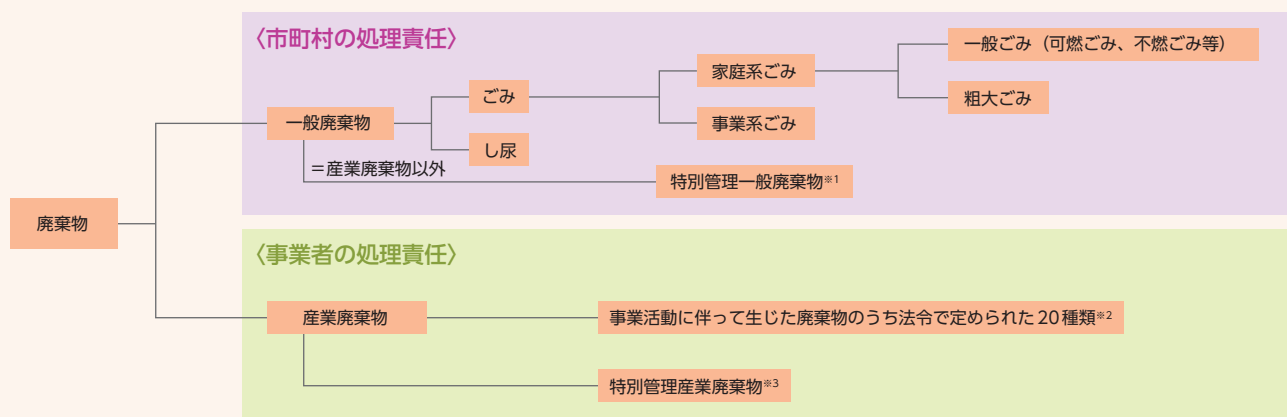 〈市町村の処理責任〉
一般ごみ（可燃ごみ、不燃ごみ等）
家庭系ごみ
ごみ
粗大ごみ
一般廃棄物
事業系ごみ
し尿
＝産業廃棄物以外
特別管理一般廃棄物※1
廃棄物
〈事業者の処理責任〉
産業廃棄物
事業活動に伴って生じた廃棄物のうち法令で定められた20種類※2
特別管理産業廃棄物※3